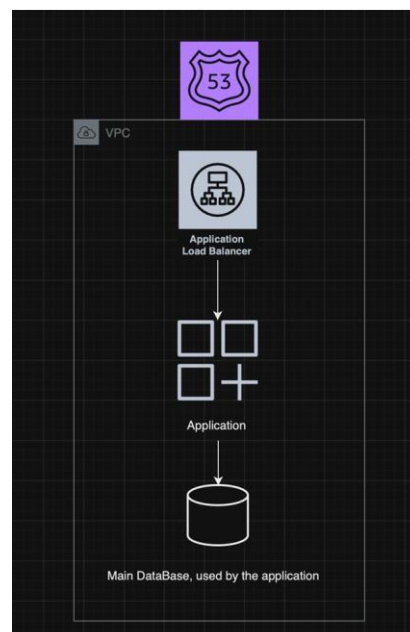 53
VPC
Application
Load Balancer
Application
Main DataBase, used by the application